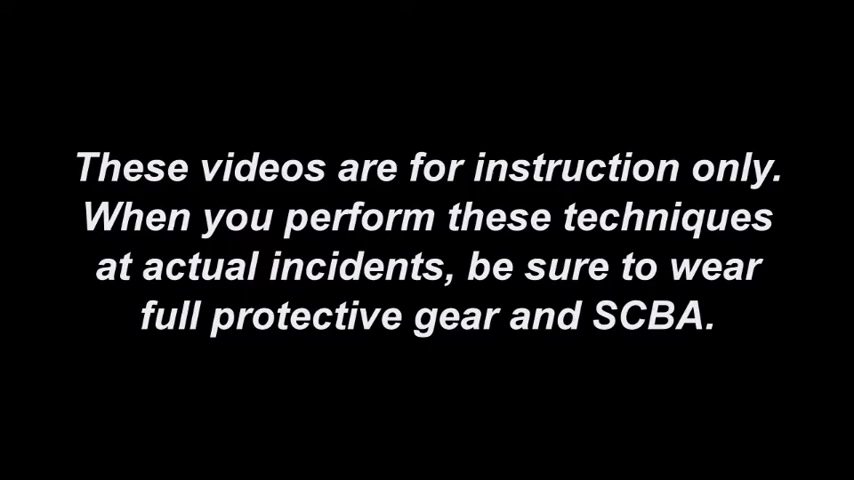 These videos are for instruction only.
When you perform these techniques
at actual incidents, be sure to wear
full protective gear and SCBA.